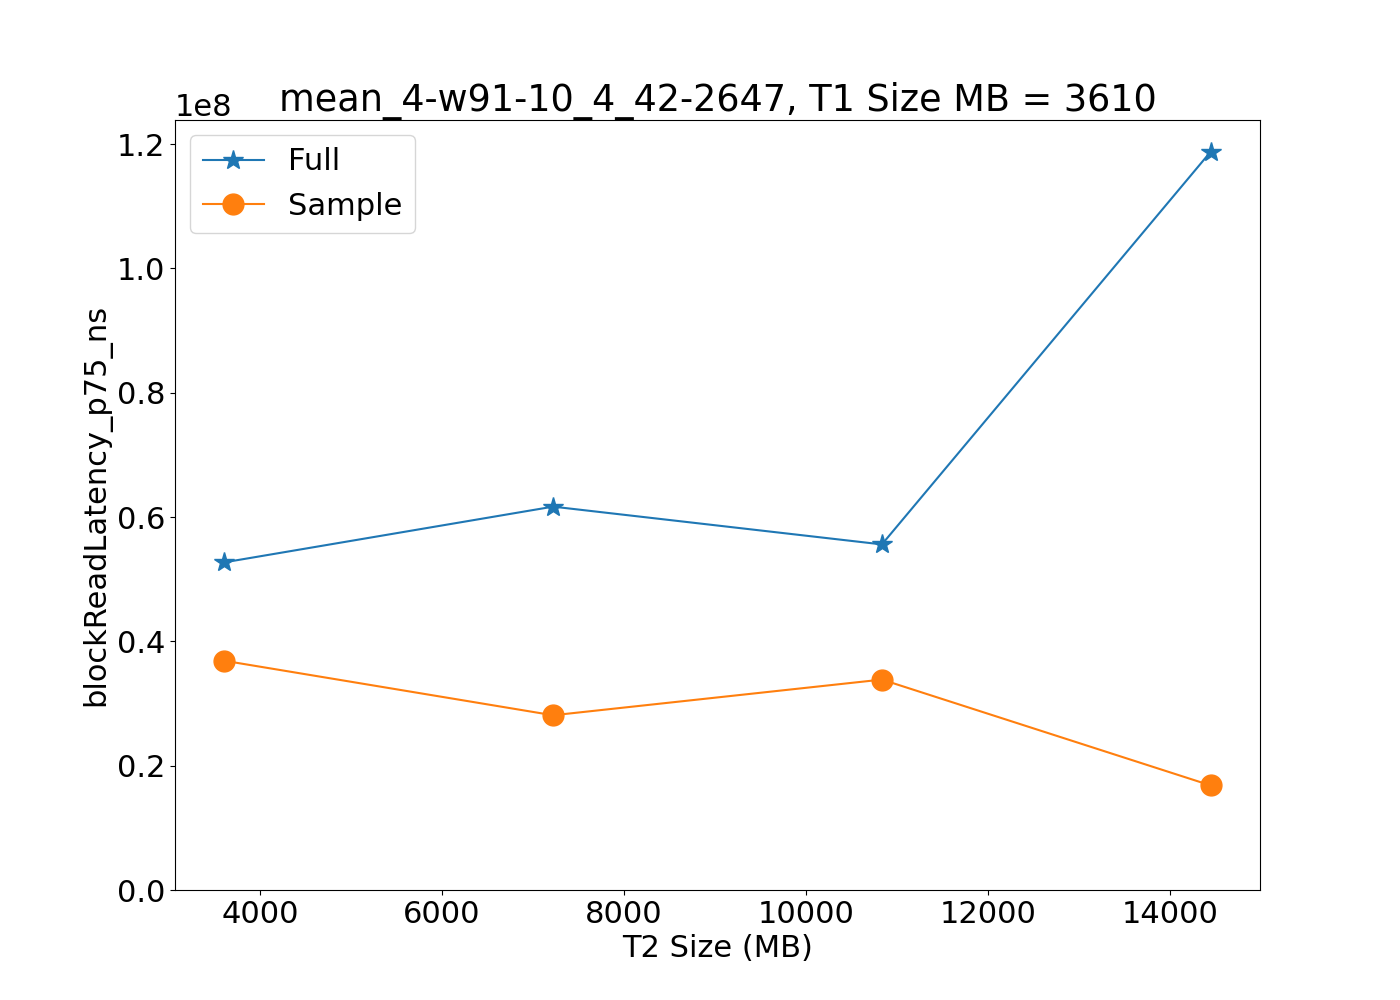 mean_4-w91-10_4_42-2647, T1 Size MB = 3610
1e8
Full
Sample
1.2
1.0
0.8
0.6
0.4
0.2
0.0
blockReadLatency_p75_ns
4000 6000 8000 10000 12000 14000
T2 Size (MB)